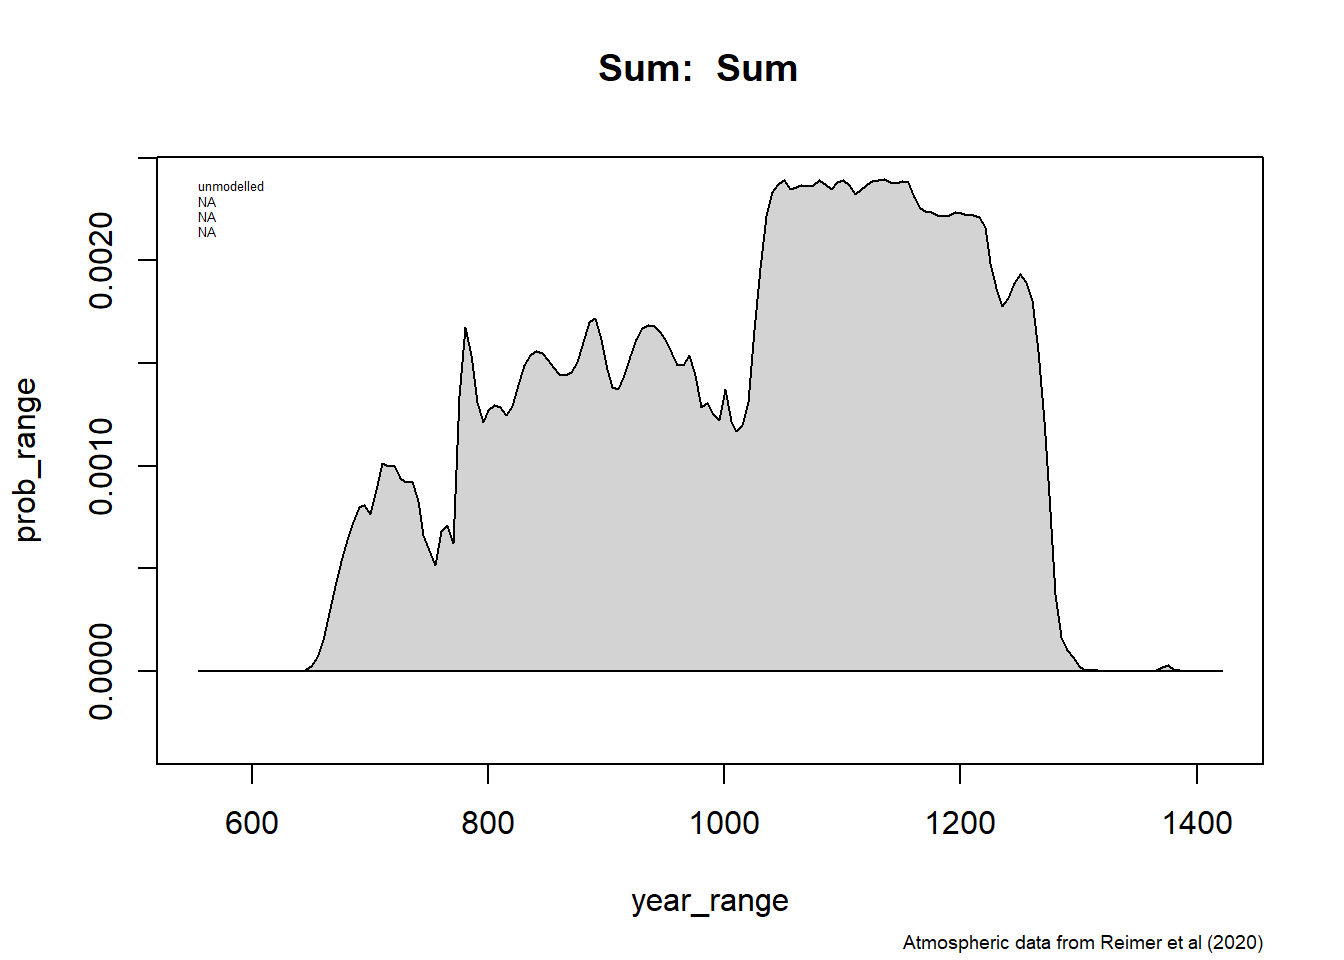 Sum: Sum
unmodelled
NA
NA
NA
0.0020
0.0010
0.0000
prob_range
600 800 1000 1200 1400
year_range
Atmospheric data from Reimer et al (2020)